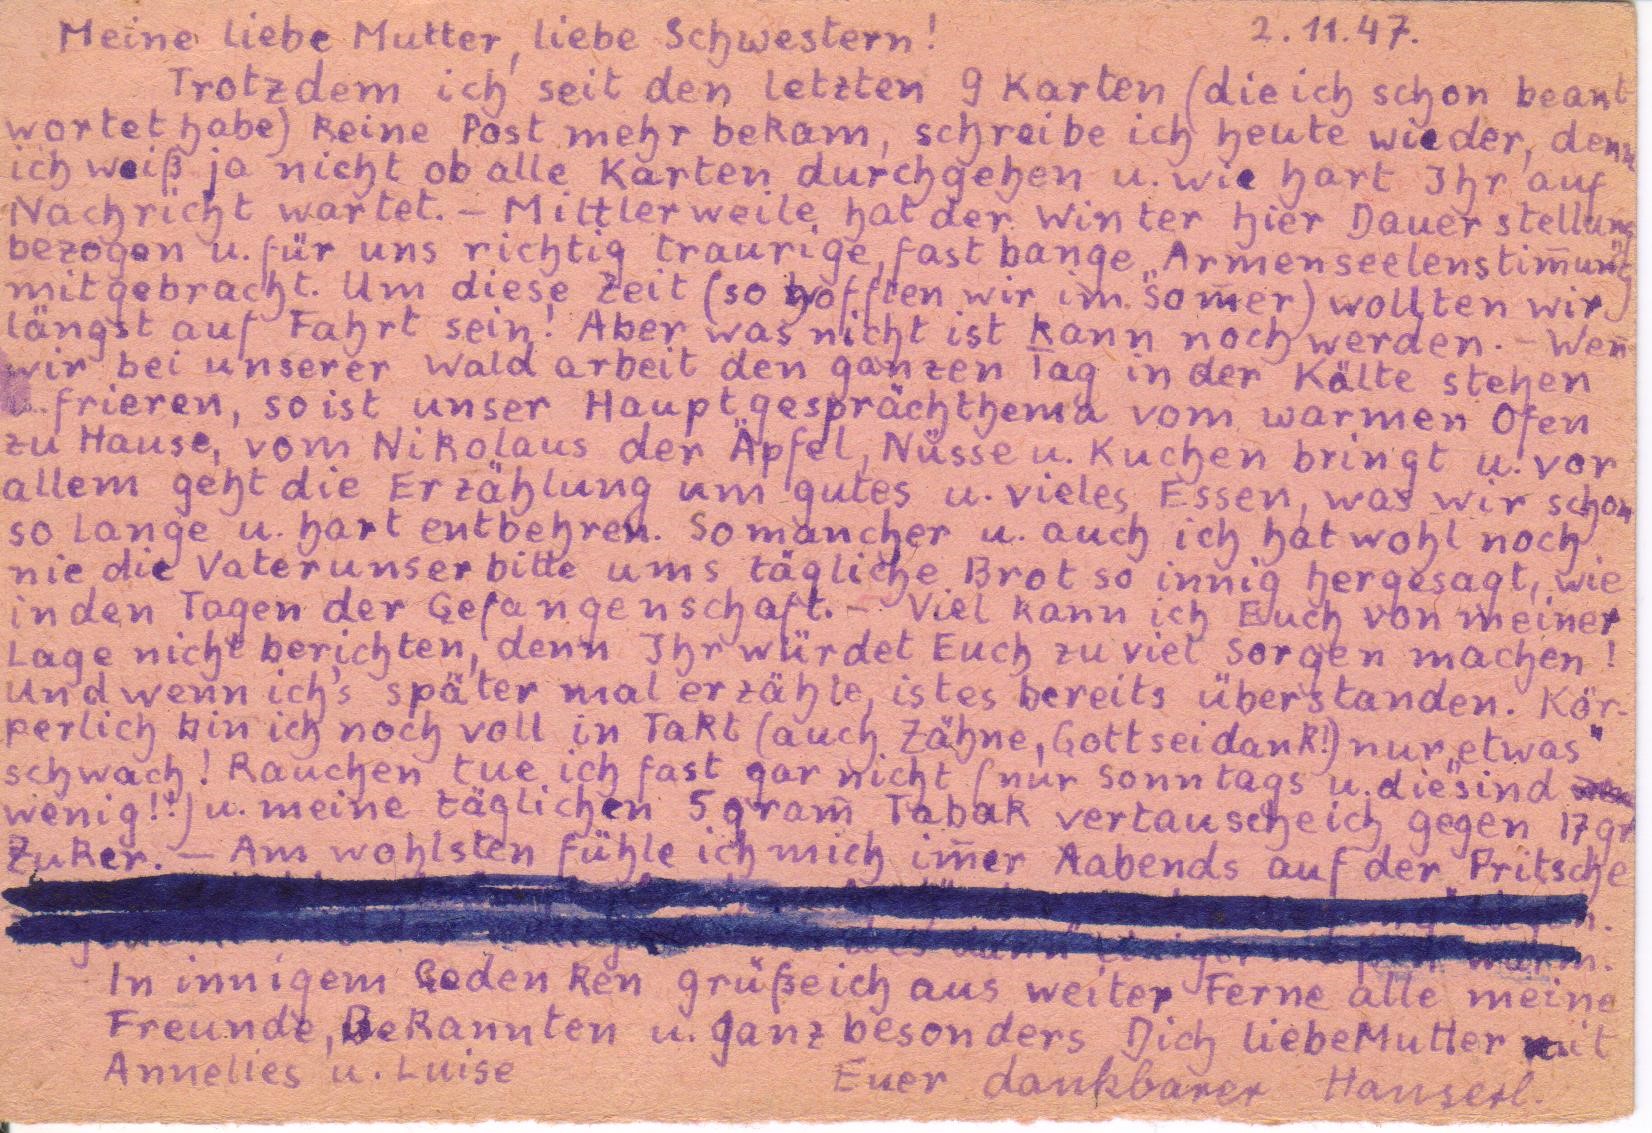 Meine liebe Mutter, liebe Schwestern! 2.11.47.
Trotzdem ich seit den letzten 9 Karten (die ich schon beant
wortet habe) keine Post mehr bekam, schreibe ich heute wieder, denn
ich weiß ja nicht ob alle Karten durchgehen u. wie hart Ihr auf
Nachricht wartet. – Mittlerweile hat der Winter hier Dauerstellung
bezogen u. für uns richtig traurige, fast bange „Armenseelenstim̄ung"
mitgebracht. Um diese Zeit (so hofften wir im Som̄er) wollten wir
längst auf Fahrt sein! Aber was nicht ist kann noch werden. – Wen̄
wir bei unserer Waldarbeit den ganzen Tag in der Kälte stehen
u. frieren, so ist unser Hauptgesprächthema vom warmen Ofen
zu Hause, vom Nikolaus der Äpfel, Nüsse u. Kuchen bringt u. vor
allem geht die Erzählung um gutes u. vieles Essen, was wir schon
so lange u. hart entbehren. So mancher u. auch ich hat wohl noch
nie die Vaterunserbitte ums tägliche Brot so innig hergesagt, wie
in den Tagen der Gefangenschaft. – Viel kann ich Euch von meiner
Lage nicht berichten, denn Ihr würdet Euch zuviel Sorgen machen!
Und wenn ich's später mal erzähle, ist es bereits überstanden. Kör-
perlich bin ich noch voll in Takt (auch Zähne, Gottseidank!) nur „etwas"
schwach! Rauchen tue ich fast gar nicht (nur Sonntags u. die sind
wenig!!) u. meine täglichen 5 gram̄ Tabak vertausche ich gegen 17 gr
Zuker. – Am wohlsten fühle ich mich im̄er Aabends auf der Pritsche
warm.
In innigem Gedenken grüße ich aus weiter Ferne alle meine
Freunde, Bekannten u. ganz besonders Dich liebe Mutter mit
Annelies u. Luise Euer dankbarer Hanserl.